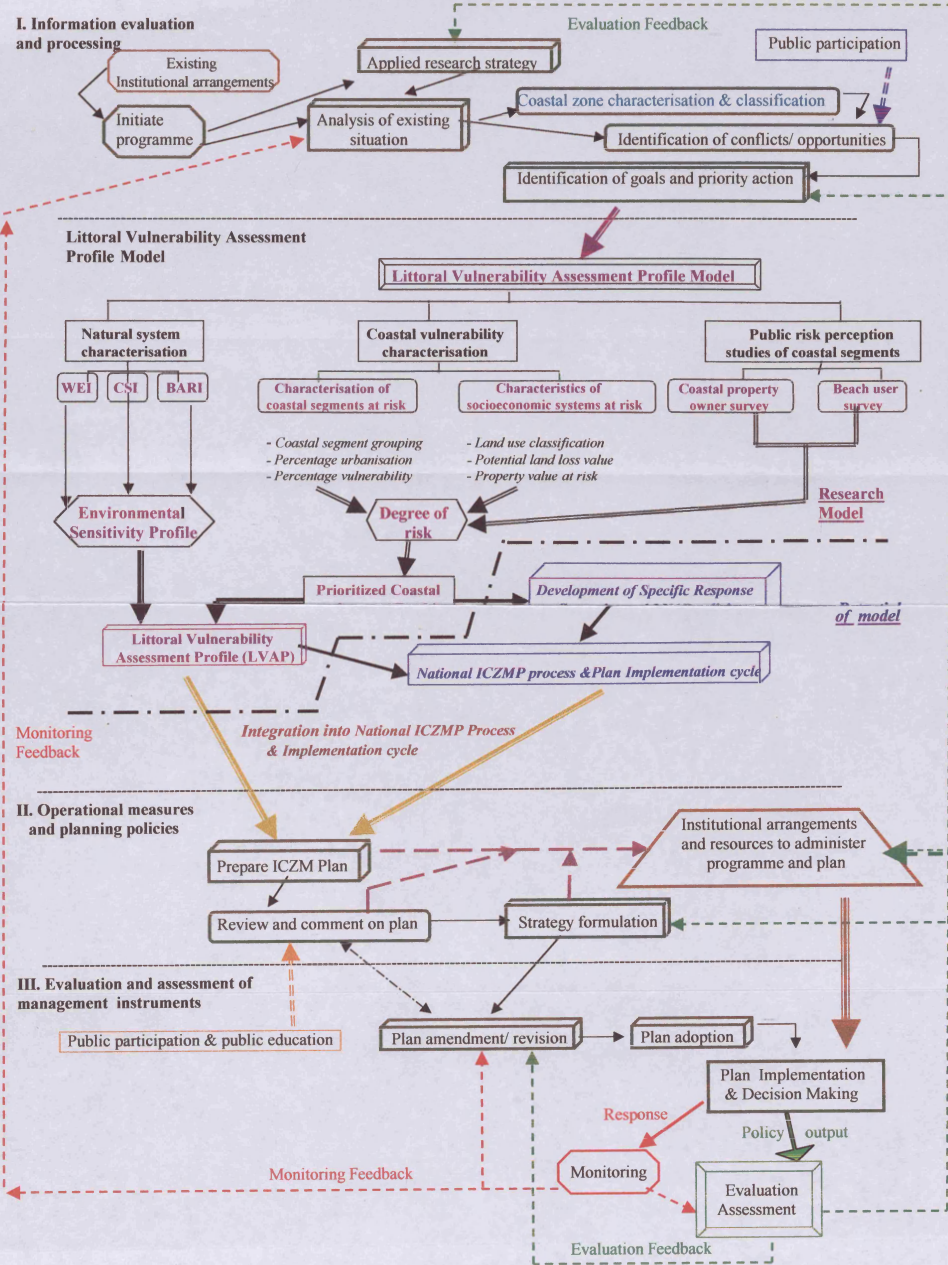 I. Information evaluation
and processing
Evaluation Feedback
Public participation
Existing
Institutional arrangements
Applied research strategy
Initiate
programme
Analysis of existing
situation
Coastal zone characterisation & classification
Identification of conflicts/ opportunities
Identification of goals and priority action
Littoral Vulnerability Assessment
Profile Model
Littoral Vulnerability Assessment Profile Model
Natural system
characterisation
Coastal vulnerability
characterisation
Public risk perception
studies of coastal segments
WEI
CSI
BARI
Characterisation of
coastal segments at risk
Characteristics of
socioeconomic systems at risk
Coastal property
owner survey
Beach user
survey
- Coastal segment grouping
- Percentage urbanisation
- Percentage vulnerability
- Land use classification
- Potential land loss value
- Property value at risk
Environmental
Sensitivity Profile
Degree of
risk
Research
Model
Prioritized Coastal
Development of Specific Response
of model
Littoral Vulnerability
Assessment Profile (LVAP)
National ICZMP process &Plan Implementation cycle
Monitoring
Feedback
Integration into National ICZMP Process
& Implementation cycle
II. Operational measures
and planning policies
Institutional arrangements
and resources to administer
programme and plan
Prepare ICZM Plan
Review and comment on plan
Strategy formulation
III. Evaluation and assessment of
management instruments
Public participation & public education
Plan amendment/ revision
Plan adoption
Plan Implementation
& Decision Making
Response
Policy output
Monitoring Feedback
Monitoring
Evaluation
Assessment
Evaluation Feedback